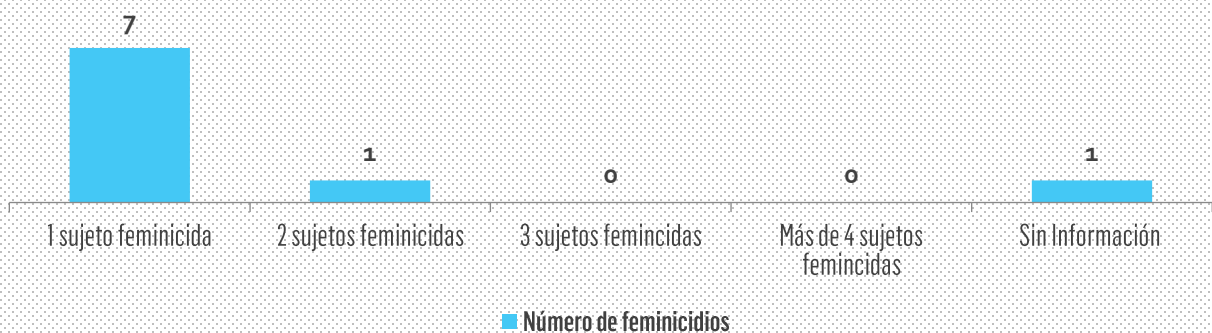 7
1
0
0
1
1 sujeto feminicida
2 sujetos feminicidas
3 sujetos femincidas
Más de 4 sujetos
femincidas
Sin Información
Número de feminicidios